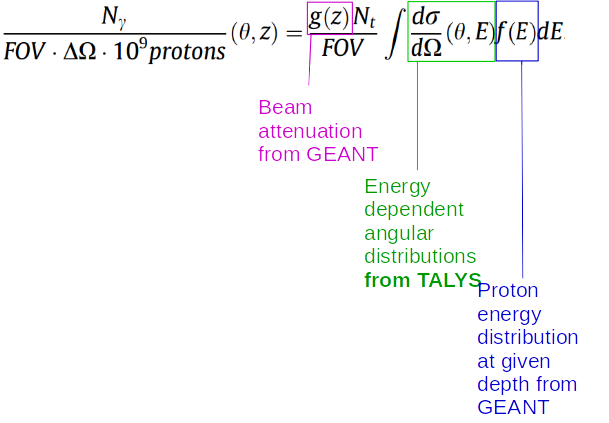 N_γ / (FOV · ΔΩ · 10^9 protons) (θ, z) = g(z)N_t / FOV ∫ dσ/dΩ (θ, E) f(E)dE
Beam
attenuation
from GEANT
Energy
dependent
angular
distributions
from TALYS
Proton
energy
distribution
at given
depth from
GEANT